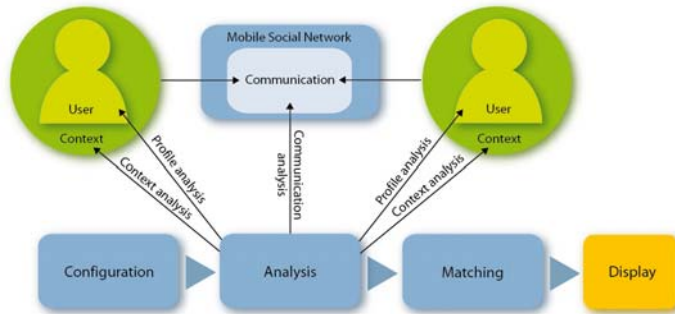 Mobile Social Network
Communication
User
Context
User
Context
Profile analysis
Context analysis
Communication
analysis
Profile analysis
Context analysis
Configuration
Analysis
Matching
Display